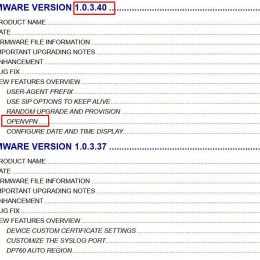 MWARE VERSION 1.0.3.40
RODUCT NAME
ATE
RMWARE FILE INFORMATION
MPORTANT UPGRADING NOTES
NHANCEMENT
UG FIX
EW FEATURES OVERVIEW
USER-AGENT PREFIX
USE SIP OPTIONS TO KEEP ALIVE
RANDOM UPGRADE AND PROVISION
OPENVPN
CONFIGURE DATE AND TIME DISPLAY
MWARE VERSION 1.0.3.37
RODUCT NAME
ATE
RMWARE FILE INFORMATION
MPORTANT UPGRADING NOTES
NHANCEMENT
UG FIX
EW FEATURES OVERVIEW
DEVICE CUSTOM CERTIFICATE SETTINGS
CUSTOMIZE THE SYSLOG PORT
DP760 AUTO REGION